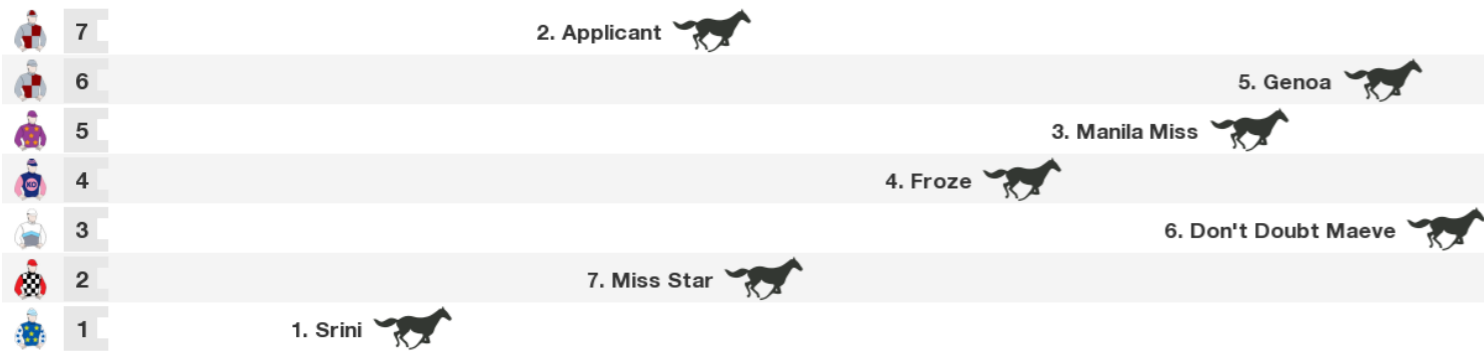 7 2. Applicant
6 5. Genoa
5 3. Manila Miss
4 4. Froze
3 6. Don't Doubt Maeve
2 7. Miss Star
1 1. Srini